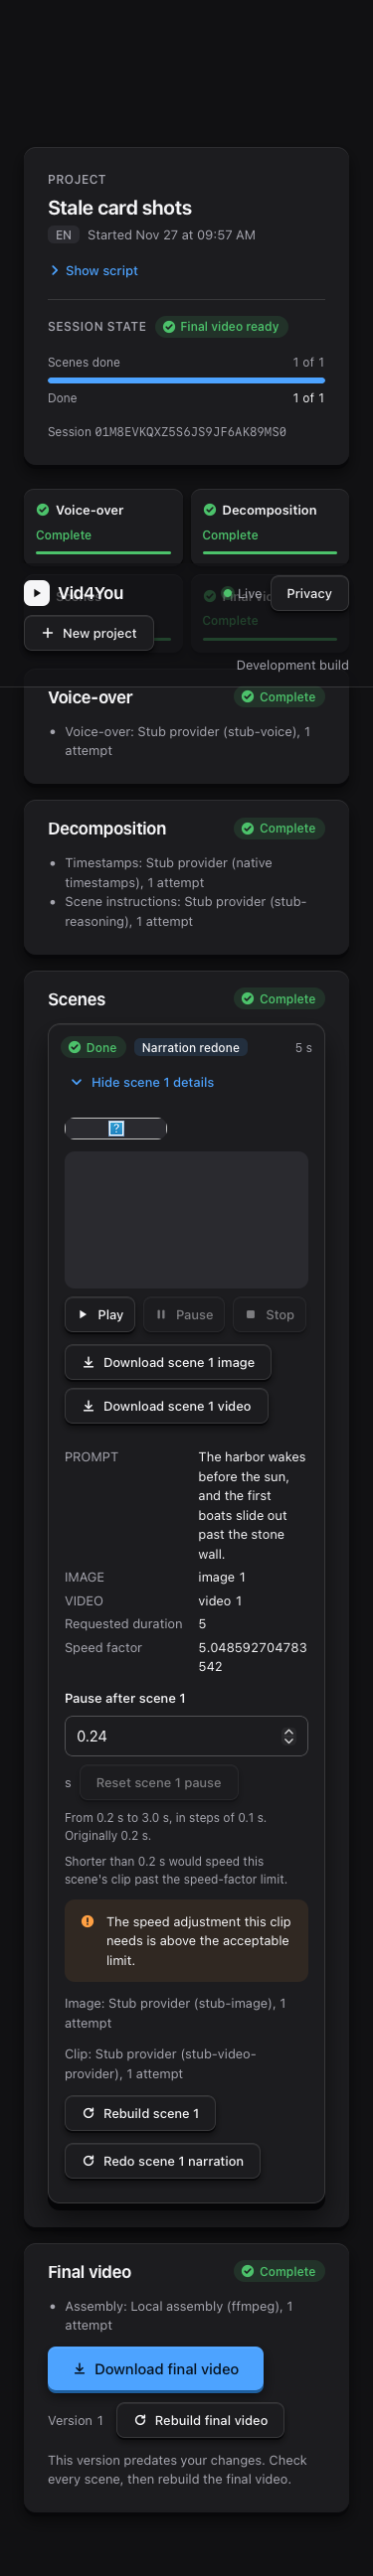 PROJECT
Stale card shots
EN Started Nov 27 at 09:57 AM
Show script
SESSION STATE Final video ready
Scenes done 1 of 1
Done 1 of 1
Session 01M8EVKQXZ5S6JS9JF6AK89MS0
Voice-over
Complete
Decomposition
Complete
Vid4You
Live
Privacy
Complete
New project
Development build
Voice-over Complete
• Voice-over: Stub provider (stub-voice), 1
attempt
Decomposition Complete
• Timestamps: Stub provider (native
timestamps), 1 attempt
• Scene instructions: Stub provider (stub-
reasoning), 1 attempt
Scenes Complete
Done Narration redone 5 s
Hide scene 1 details
Play Pause Stop
Download scene 1 image
Download scene 1 video
PROMPT The harbor wakes
before the sun,
and the first
boats slide out
past the stone
wall.
IMAGE image 1
VIDEO video 1
Requested duration 5
Speed factor 5.048592704783
542
Pause after scene 1
0.24
s Reset scene 1 pause
From 0.2 s to 3.0 s, in steps of 0.1 s.
Originally 0.2 s.
Shorter than 0.2 s would speed this
scene's clip past the speed-factor limit.
The speed adjustment this clip
needs is above the acceptable
limit.
Image: Stub provider (stub-image), 1
attempt
Clip: Stub provider (stub-video-
provider), 1 attempt
Rebuild scene 1
Redo scene 1 narration
Final video Complete
• Assembly: Local assembly (ffmpeg), 1
attempt
Download final video
Version 1 Rebuild final video
This version predates your changes. Check
every scene, then rebuild the final video.